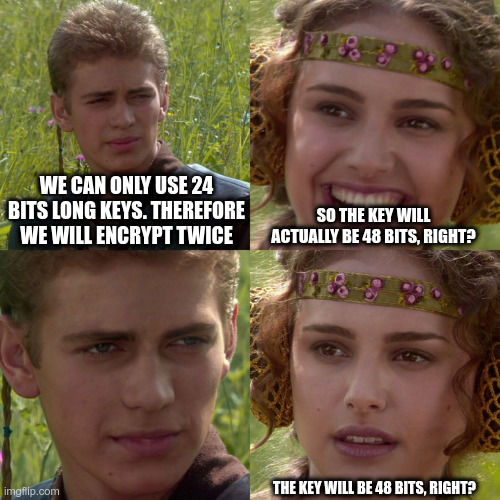 WE CAN ONLY USE 24
BITS LONG KEYS. THEREFORE
WE WILL ENCRYPT TWICE
SO THE KEY WILL
ACTUALLY BE 48 BITS, RIGHT?
THE KEY WILL BE 48 BITS, RIGHT?
imgflip.com